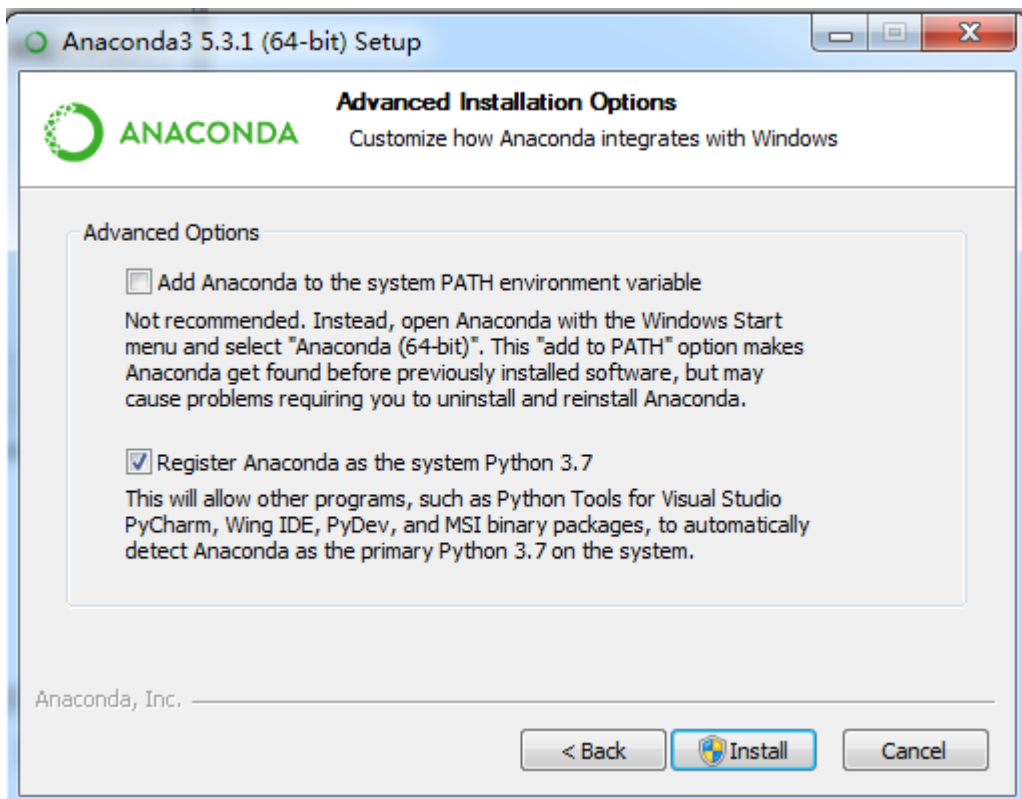 Anaconda3 5.3.1 (64-bit) Setup
ANACONDA
Advanced Installation Options
Customize how Anaconda integrates with Windows
Advanced Options
Add Anaconda to the system PATH environment variable
Not recommended. Instead, open Anaconda with the Windows Start
menu and select "Anaconda (64-bit)". This "add to PATH" option makes
Anaconda get found before previously installed software, but may
cause problems requiring you to uninstall and reinstall Anaconda.
Register Anaconda as the system Python 3.7
This will allow other programs, such as Python Tools for Visual Studio
PyCharm, Wing IDE, PyDev, and MSI binary packages, to automatically
detect Anaconda as the primary Python 3.7 on the system.
Anaconda, Inc.
< Back
Install
Cancel